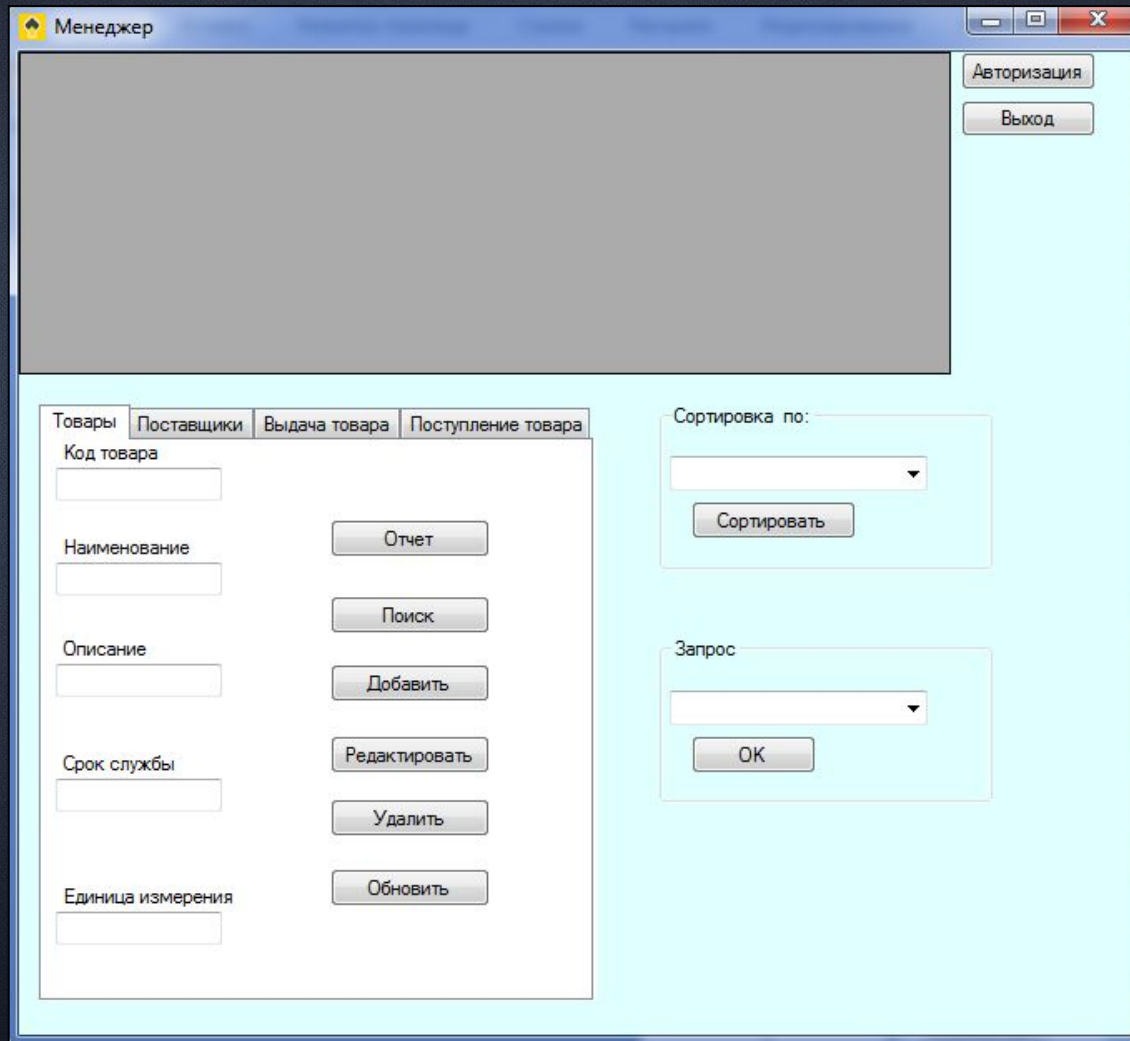 Менеджер
Авторизация
Выход
Товары Поставщики Выдача товара Поступление товара
Код товара
Наименование
Описание
Срок службы
Единица измерения
Отчет
Поиск
Добавить
Редактировать
Удалить
Обновить
Сортировка по:
Сортировать
Запрос
OK